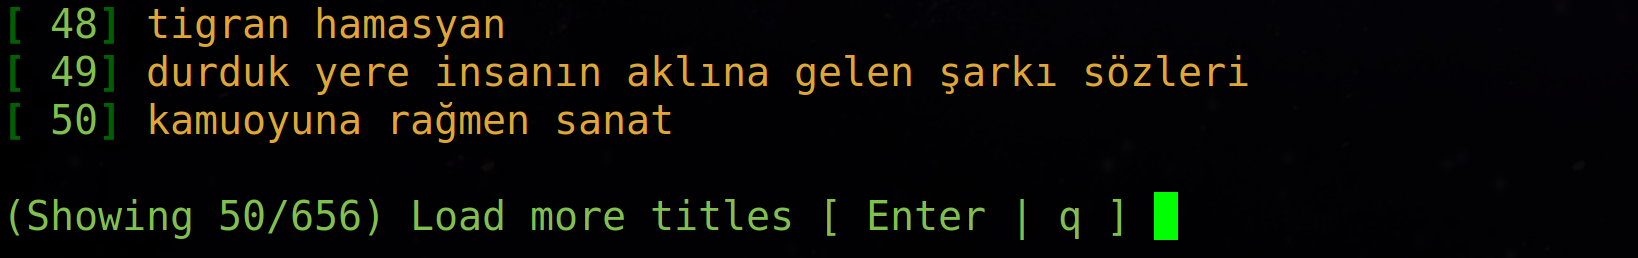 [ 48] tigran hamasyan
[ 49] durduk yere insanın aklına gelen şarkı sözleri
[ 50] kamuoyuna rağmen sanat
(Showing 50/656) Load more titles [ Enter | q ]